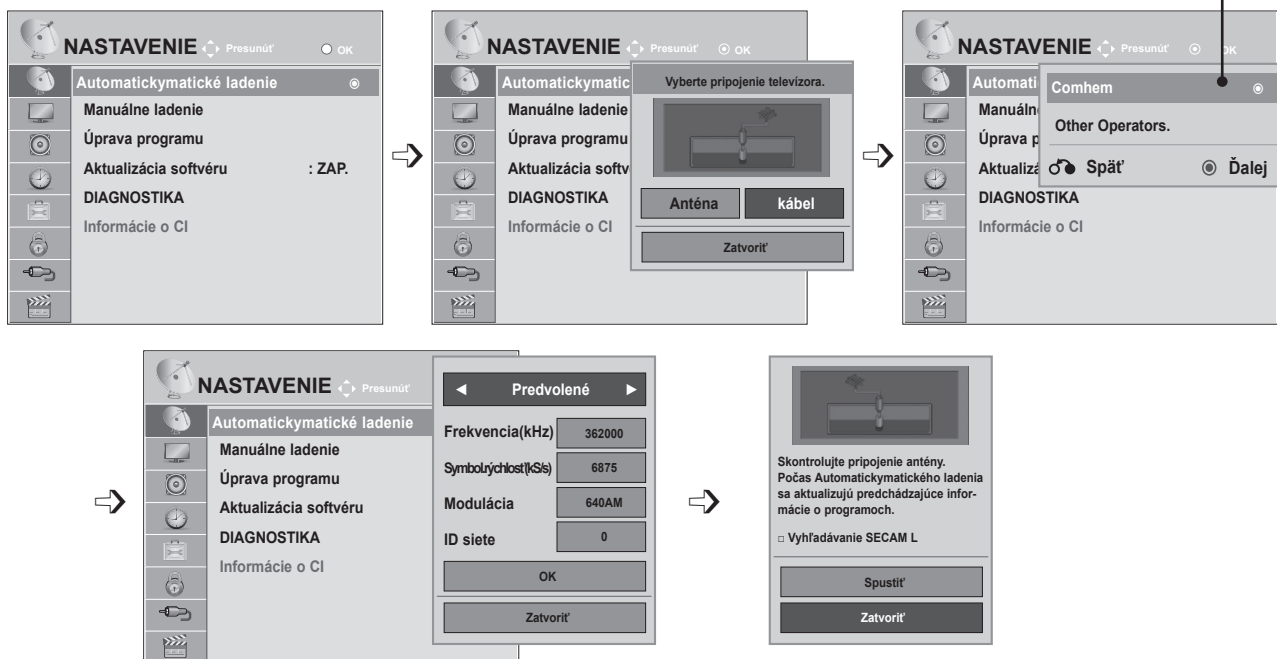 NASTAVENIE Presunúť OK
Automatickymatické ladenie
Manuálne ladenie
Úprava programu
Aktualizácia softvéru : ZAP.
DIAGNOSTIKA
Informácie o CI
NASTAVENIE Presunúť OK
Automatickymatic
Manuálne ladenie
Úprava programu
Aktualizácia softv
DIAGNOSTIKA
Informácie o CI
Vyberte pripojenie televízora.
Anténa kábel
Zatvoriť
NASTAVENIE Presunúť OK
Automati
Manuáln
Úprava p
Aktualizá
DIAGNOSTIKA
Informácie o CI
Comhem
Other Operators.
Späť Ďalej
NASTAVENIE Presunúť
Automatickymatické ladenie
Manuálne ladenie
Úprava programu
Aktualizácia softvéru
DIAGNOSTIKA
Informácie o CI
◄ Predvolené ►
Frekvencia(kHz) 362000
Symbol.rýchlosť(kS/s) 6875
Modulácia 640AM
ID siete 0
OK
Zatvoriť
Skontrolujte pripojenie antény.
Počas Automatickymatického ladenia
sa aktualizujú predchádzajúce infor-
mácie o programoch.
□ Vyhľadávanie SECAM L
Spustiť
Zatvoriť